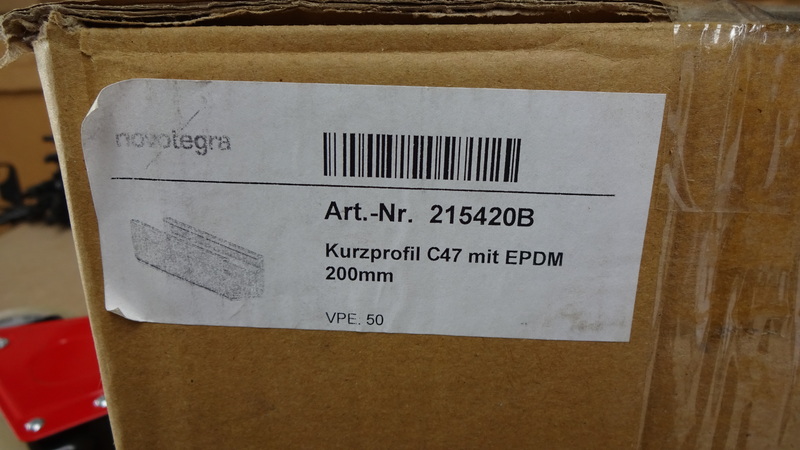 novotegra
Art.-Nr. 215420B
Kurzprofil C47 mit EPDM
200mm
VPE. 50